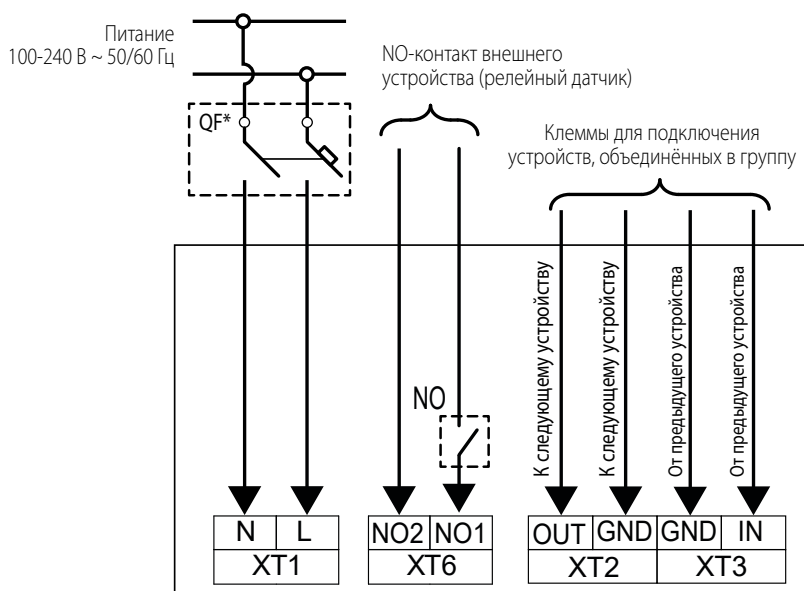 Питание
100-240 В ~ 50/60 Гц
QF*
NO-контакт внешнего
устройства (релейный датчик)
Клеммы для подключения
устройств, объединённых в группу
К следующему устройству
К следующему устройству
От предыдущего устройства
От предыдущего устройства
NO
N L
XT1
NO2 NO1
XT6
OUT GND GND IN
XT2 XT3